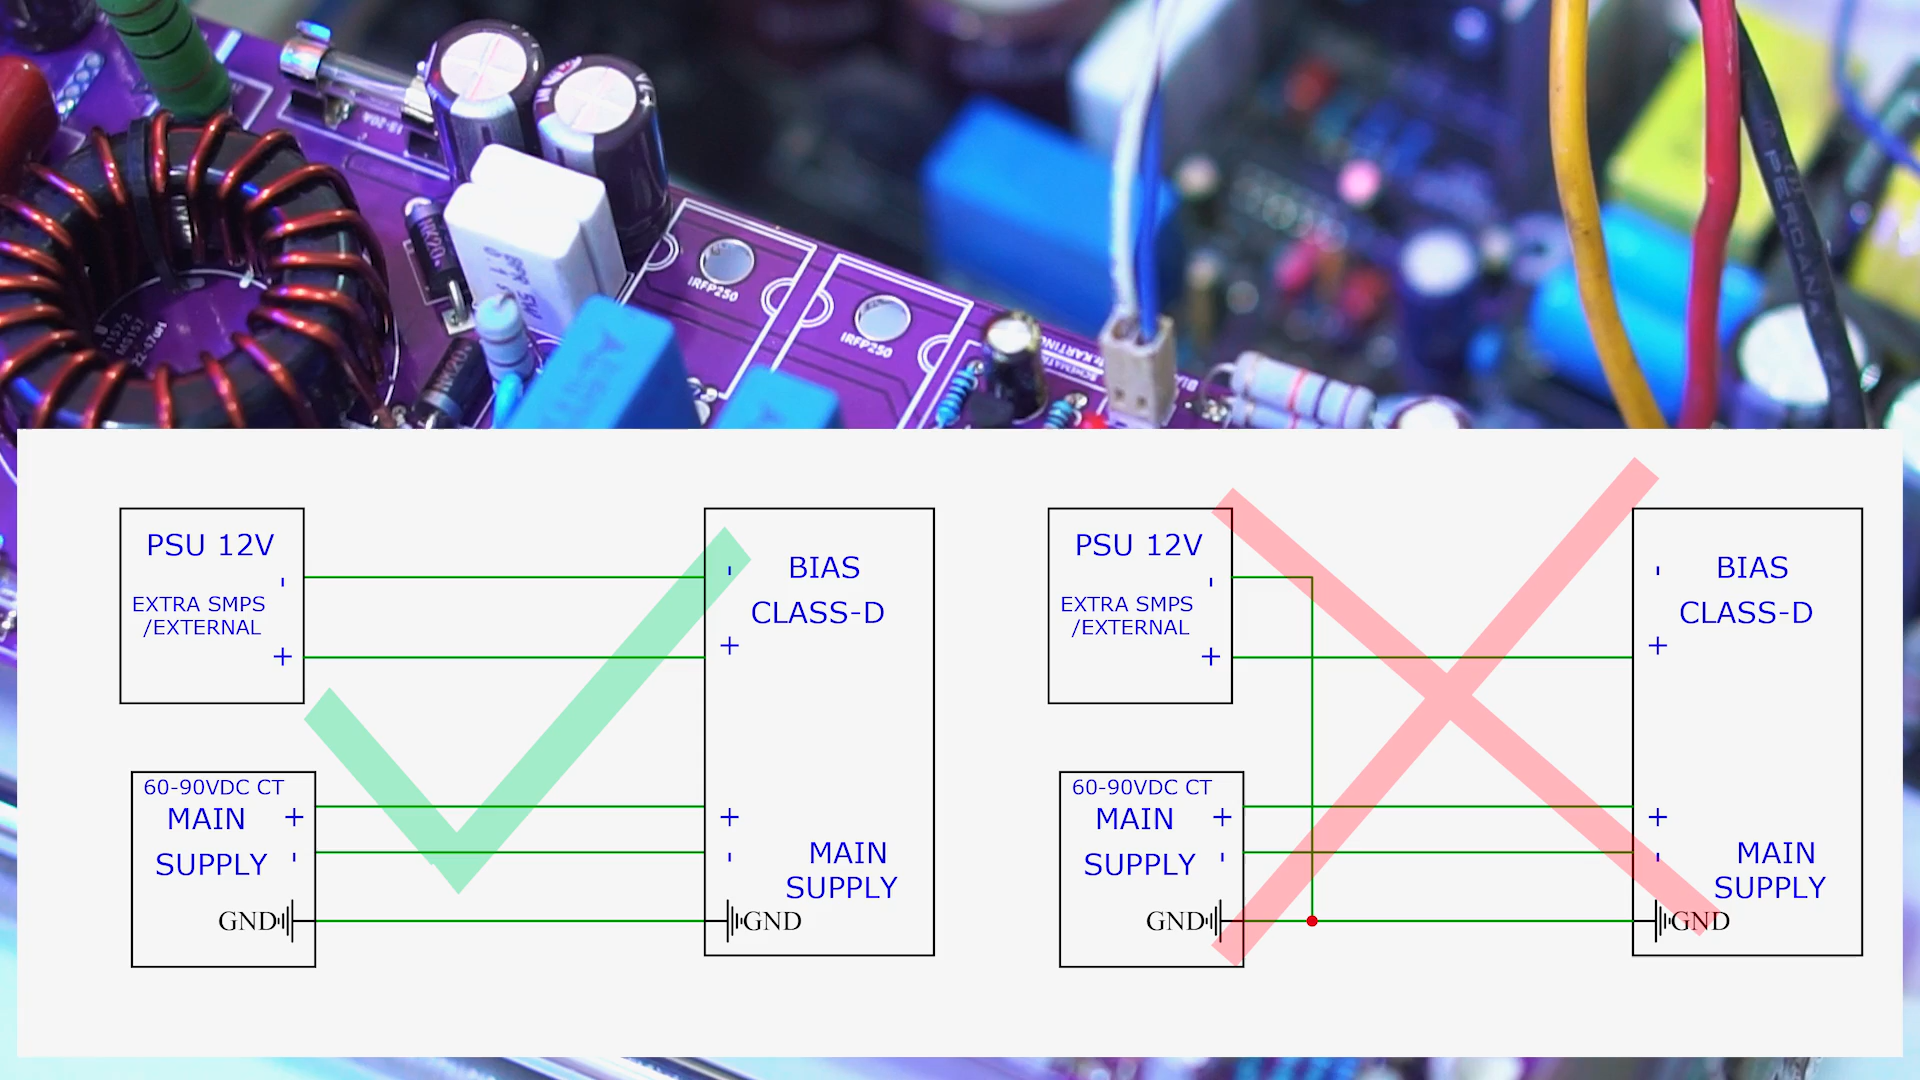 IRFP250
IRFP250
PERDANA
PSU 12V
-
EXTRA SMPS
/EXTERNAL
+
-
BIAS
CLASS-D
+
60-90VDC CT
MAIN +
SUPPLY -
GND
+
-
MAIN
SUPPLY
GND
PSU 12V
-
EXTRA SMPS
/EXTERNAL
+
-
BIAS
CLASS-D
+
60-90VDC CT
MAIN +
SUPPLY -
GND
+
-
MAIN
SUPPLY
GND